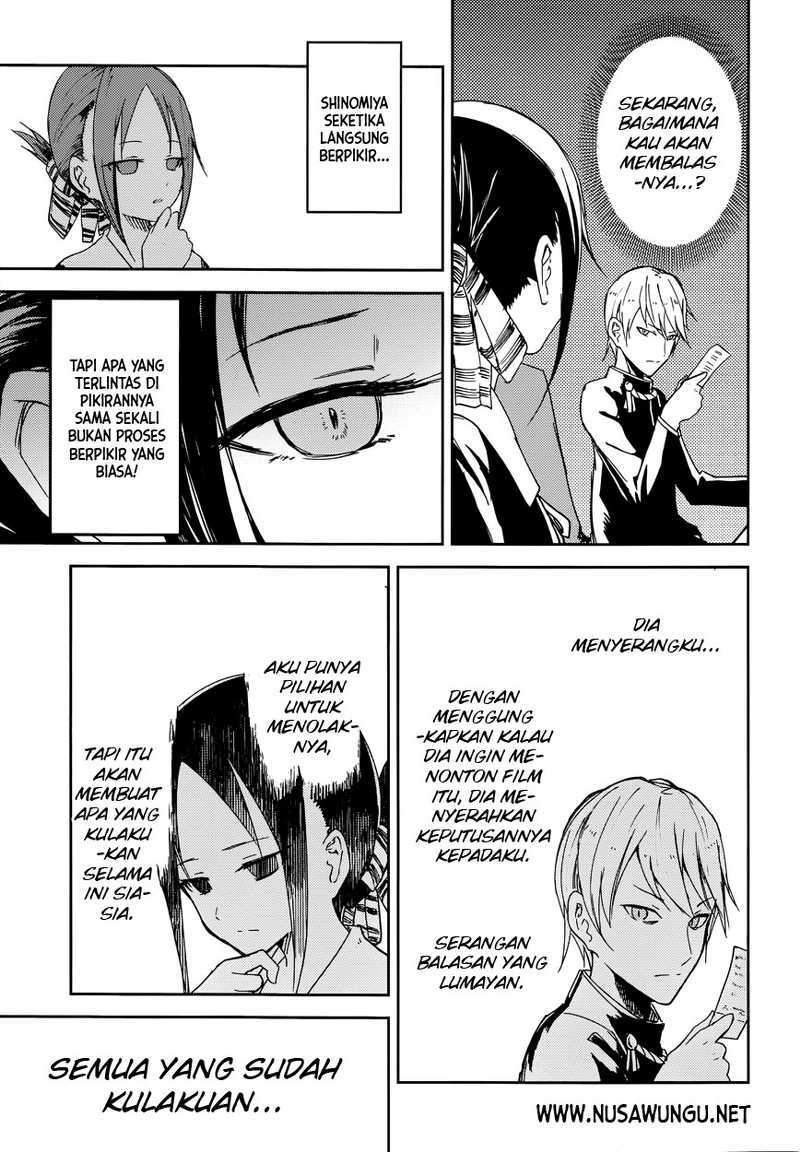 SEKARANG,
BAGAIMANA
KAU AKAN
MEMBALAS
-NYA...?
SHINOMIYA
SEKETIKA
LANGSUNG
BERPIKIR...
TAPI APA YANG
TERLINTAS DI
PIKIRANNYA
SAMA SEKALI
BUKAN PROSES
BERPIKIR YANG
BIASA!
DIA
MENYERANGKU...
DENGAN
MENGGUNG
-KAPKAN KALAU
DIA INGIN ME-
NONTON FILM
ITU, DIA ME-
NYERAHKAN
KEPUTUSANNYA
KEPADAKU.
SERANGAN
BALASAN YANG
LUMAYAN.
AKU PUNYA
PILIHAN
UNTUK
MENOLAK-
NYA,
TAPI ITU
AKAN
MEMBUAT
APA YANG
KULAKU
-KAN
SELAMA
INI SIA-
SIA.
SEMUA YANG SUDAH
KULAKUAN...
WWW.NUSAWUNGU.NET